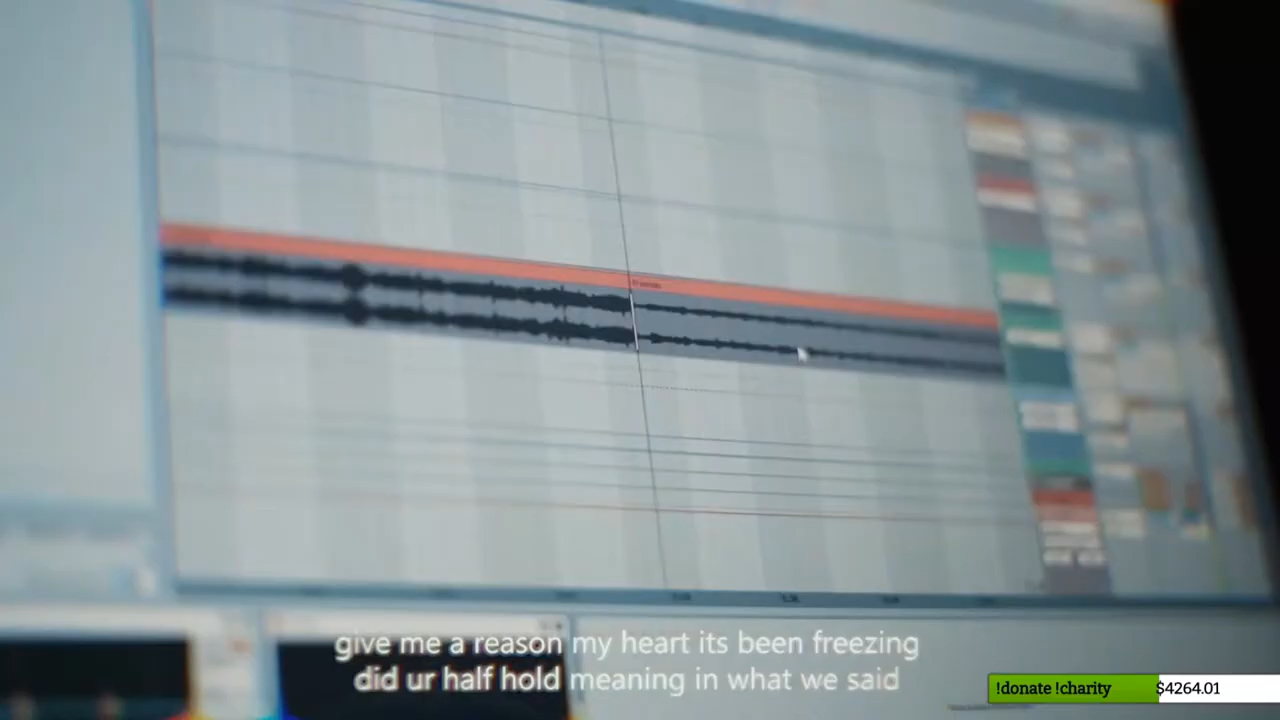 give me a reason my heart its been freezing
did ur half hold meaning in what we said
!donate !charity $4264.01